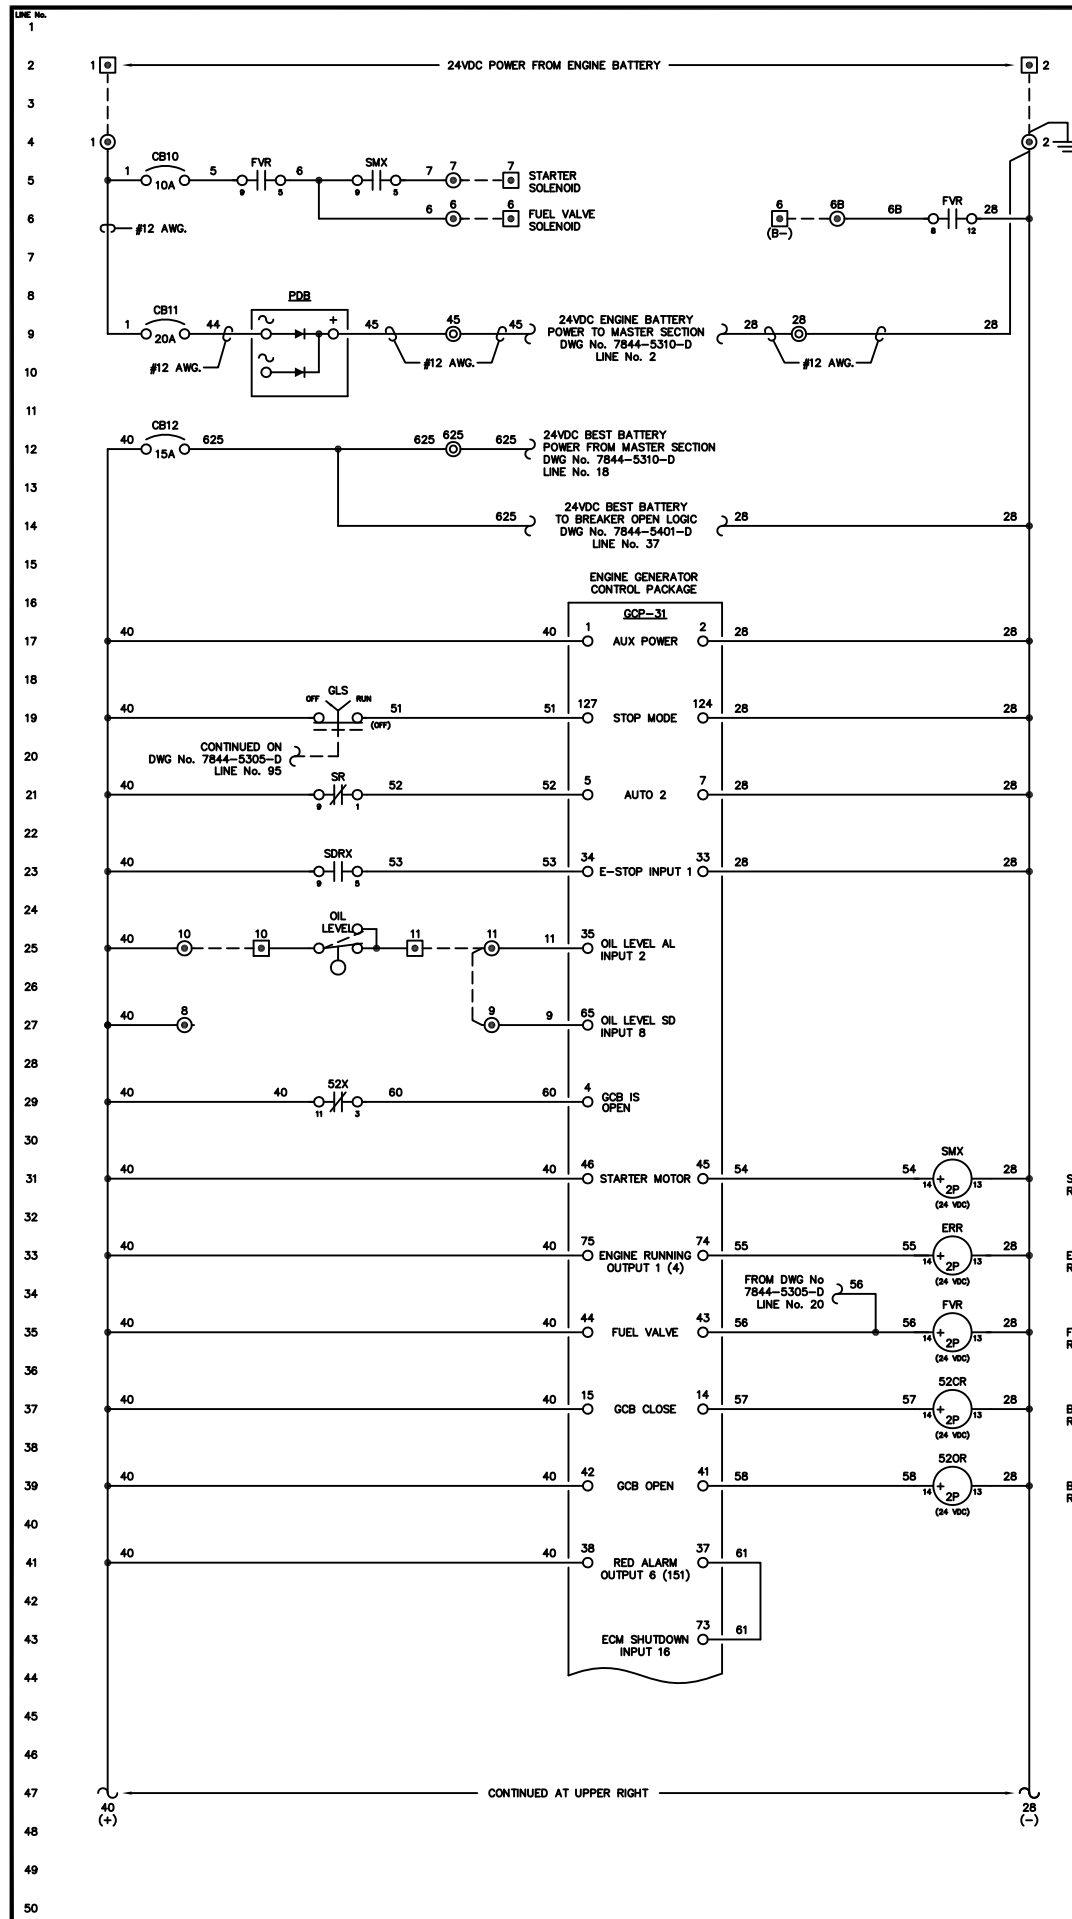 LINE No.
1
2 1 24VDC POWER FROM ENGINE BATTERY 2
3
4 1 2
CB10 FVR SMX 7 7
5 1 10A 5 9 5 6 9 5 7 STARTER
SOLENOID
6 6 6 6 FUEL VALVE
SOLENOID
#12 AWG.
6 (B-) 6B 6B FVR 8 12 28
7
8 PDB
CB11
9 1 20A 44 + 45 45 45 24VDC ENGINE BATTERY
POWER TO MASTER SECTION
DWG No. 7844-5310-D
LINE No. 2
28 28 28
10 #12 AWG. #12 AWG. #12 AWG.
11
CB12
12 40 15A 625 625 625 625 24VDC BEST BATTERY
POWER FROM MASTER SECTION
DWG No. 7844-5310-D
LINE No. 18
13
14 625 24VDC BEST BATTERY
TO BREAKER OPEN LOGIC
DWG No. 7844-5401-D
LINE No. 37
28 28
15
ENGINE GENERATOR
CONTROL PACKAGE
16 GCP-31
17 40 40 1 AUX POWER 2 28 28
18
GLS
OFF RUN
19 40 (OFF) 51 51 127 STOP MODE 124 28 28
20 CONTINUED ON
DWG No. 7844-5305-D
LINE No. 95
SR
21 40 9 1 52 52 5 AUTO 2 7 28 28
22
SDRX
23 40 9 5 53 53 34 E-STOP INPUT 1 33 28 28
24
OIL
LEVEL
25 40 10 10 11 11 11 35 OIL LEVEL AL
INPUT 2
26
27 40 8 9 9 65 OIL LEVEL SD
INPUT 8
28
52X
29 40 40 11 3 60 60 4 GCB IS
OPEN
30
SMX
31 40 40 46 STARTER MOTOR 45 54 54 14 + 2P 13 28 S
R
(24 VDC)
32
ERR
33 40 40 75 ENGINE RUNNING 74 55 55 14 + 2P 13 28 E
OUTPUT 1 (4) R
(24 VDC)
34 FROM DWG No
7844-5305-D
LINE No. 20
56
FVR
35 40 40 44 FUEL VALVE 43 56 56 14 + 2P 13 28 F
R
(24 VDC)
36
52CR
37 40 40 15 GCB CLOSE 14 57 57 14 + 2P 13 28 B
R
(24 VDC)
38
52OR
39 40 40 42 GCB OPEN 41 58 58 14 + 2P 13 28 B
R
(24 VDC)
40
41 40 40 38 RED ALARM 37 61
OUTPUT 6 (151)
42
43 ECM SHUTDOWN 73 61
INPUT 16
44
45
46
47 CONTINUED AT UPPER RIGHT
40 28
(+) (-)
48
49
50